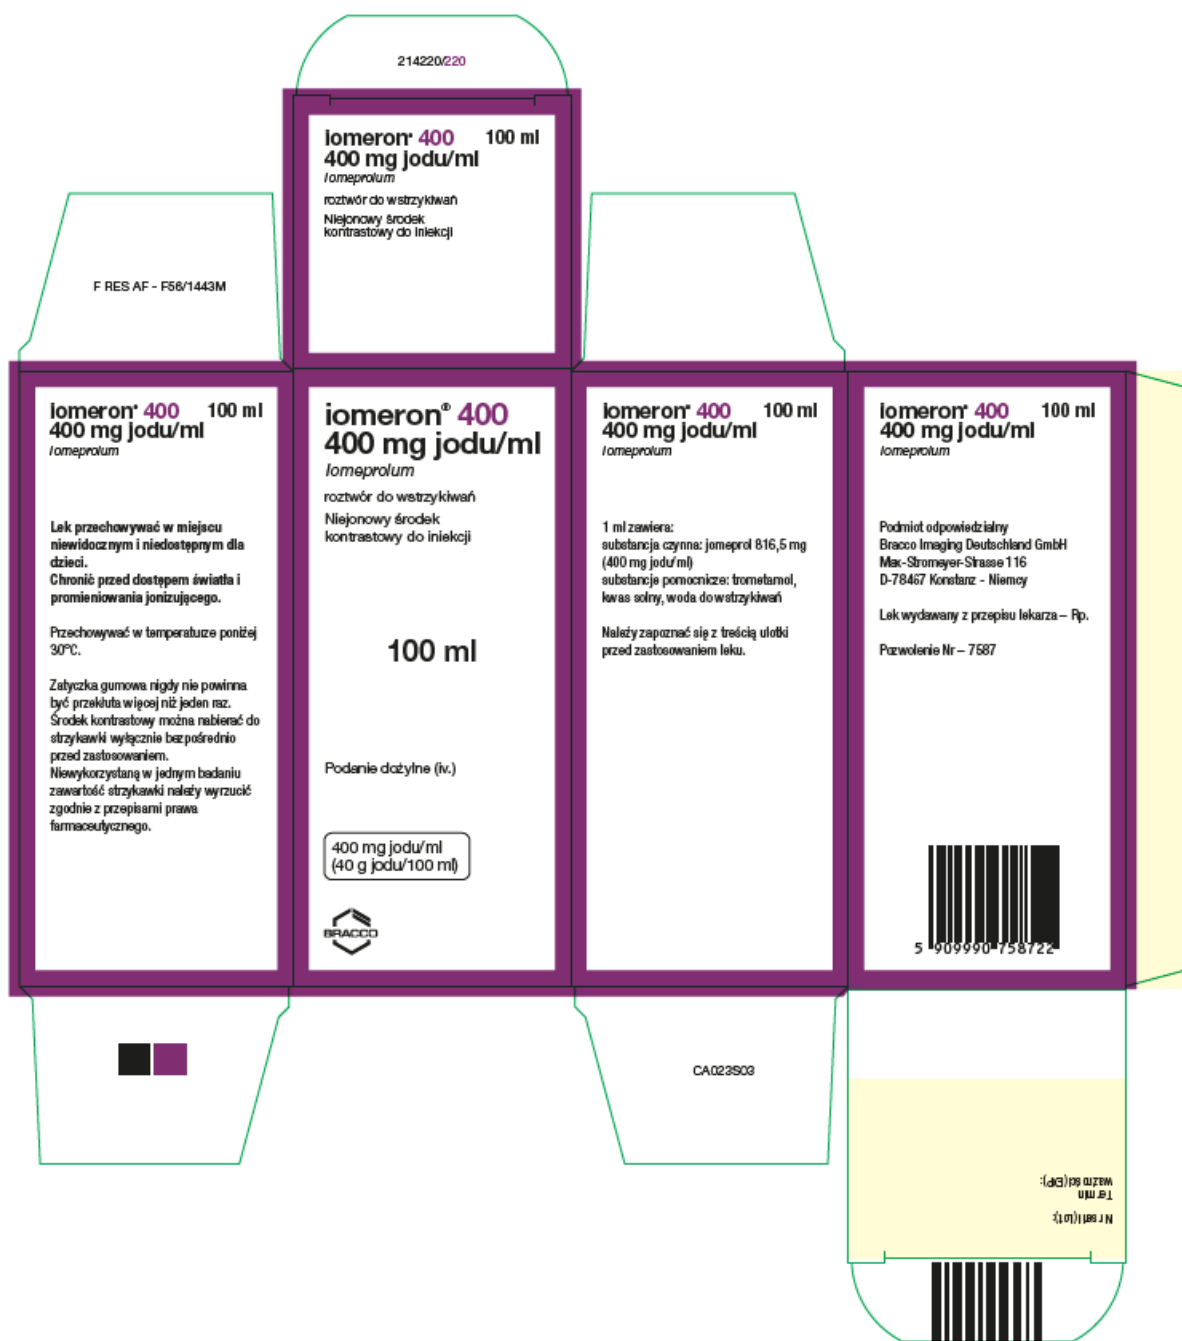 214220/220
iomeron® 400 100 ml
400 mg jodu/ml
Iomeprolum
roztwór do wstrzykiwań
Niejonowy środek
kontrastowy do iniekcji
F RES AF - F56/1443M
iomeron® 400 100 ml
400 mg jodu/ml
Iomeprolum
Lek przechowywać w miejscu
niewidocznym i niedostępnym dla
dzieci.
Chronić przed dostępem światła i
promieniowania jonizującego.
Przechowywać w temperaturze poniżej
30°C.
Zatyczka gumowa nigdy nie powinna
być przekłuta więcej niż jeden raz.
Środek kontrastowy można nabierać do
strzykawki wyłącznie bezpośrednio
przed zastosowaniem.
Niewykorzystaną w jednym badaniu
zawartość strzykawki należy wyrzucić
zgodnie z przepisami prawa
farmaceutycznego.
iomeron® 400
400 mg jodu/ml
Iomeprolum
roztwór do wstrzykiwań
Niejonowy środek
kontrastowy do iniekcji
100 ml
Podanie dożylne (iv.)
400 mg jodu/ml
(40 g jodu/100 ml)
BRACCO
iomeron® 400 100 ml
400 mg jodu/ml
Iomeprolum
1 ml zawiera:
substancja czynna: jomeprol 816,5 mg
(400 mg jodu/ml)
substancje pomocnicze: trometamol,
kwas solny, woda do wstrzykiwań
Należy zapoznać się z treścią ulotki
przed zastosowaniem leku.
iomeron® 400 100 ml
400 mg jodu/ml
Iomeprolum
Podmiot odpowiedzialny
Bracco Imaging Deutschland GmbH
Max-Stromeyer-Strasse 116
D-78467 Konstanz - Niemcy
Lek wydawany z przepisu lekarza – Rp.
Pozwolenie Nr – 7587
5 909990 758722
CA023S03
Nr serii (Lot):
Termin
ważności (EXP):